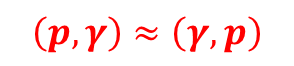 (p, γ) ≈ (γ, p)